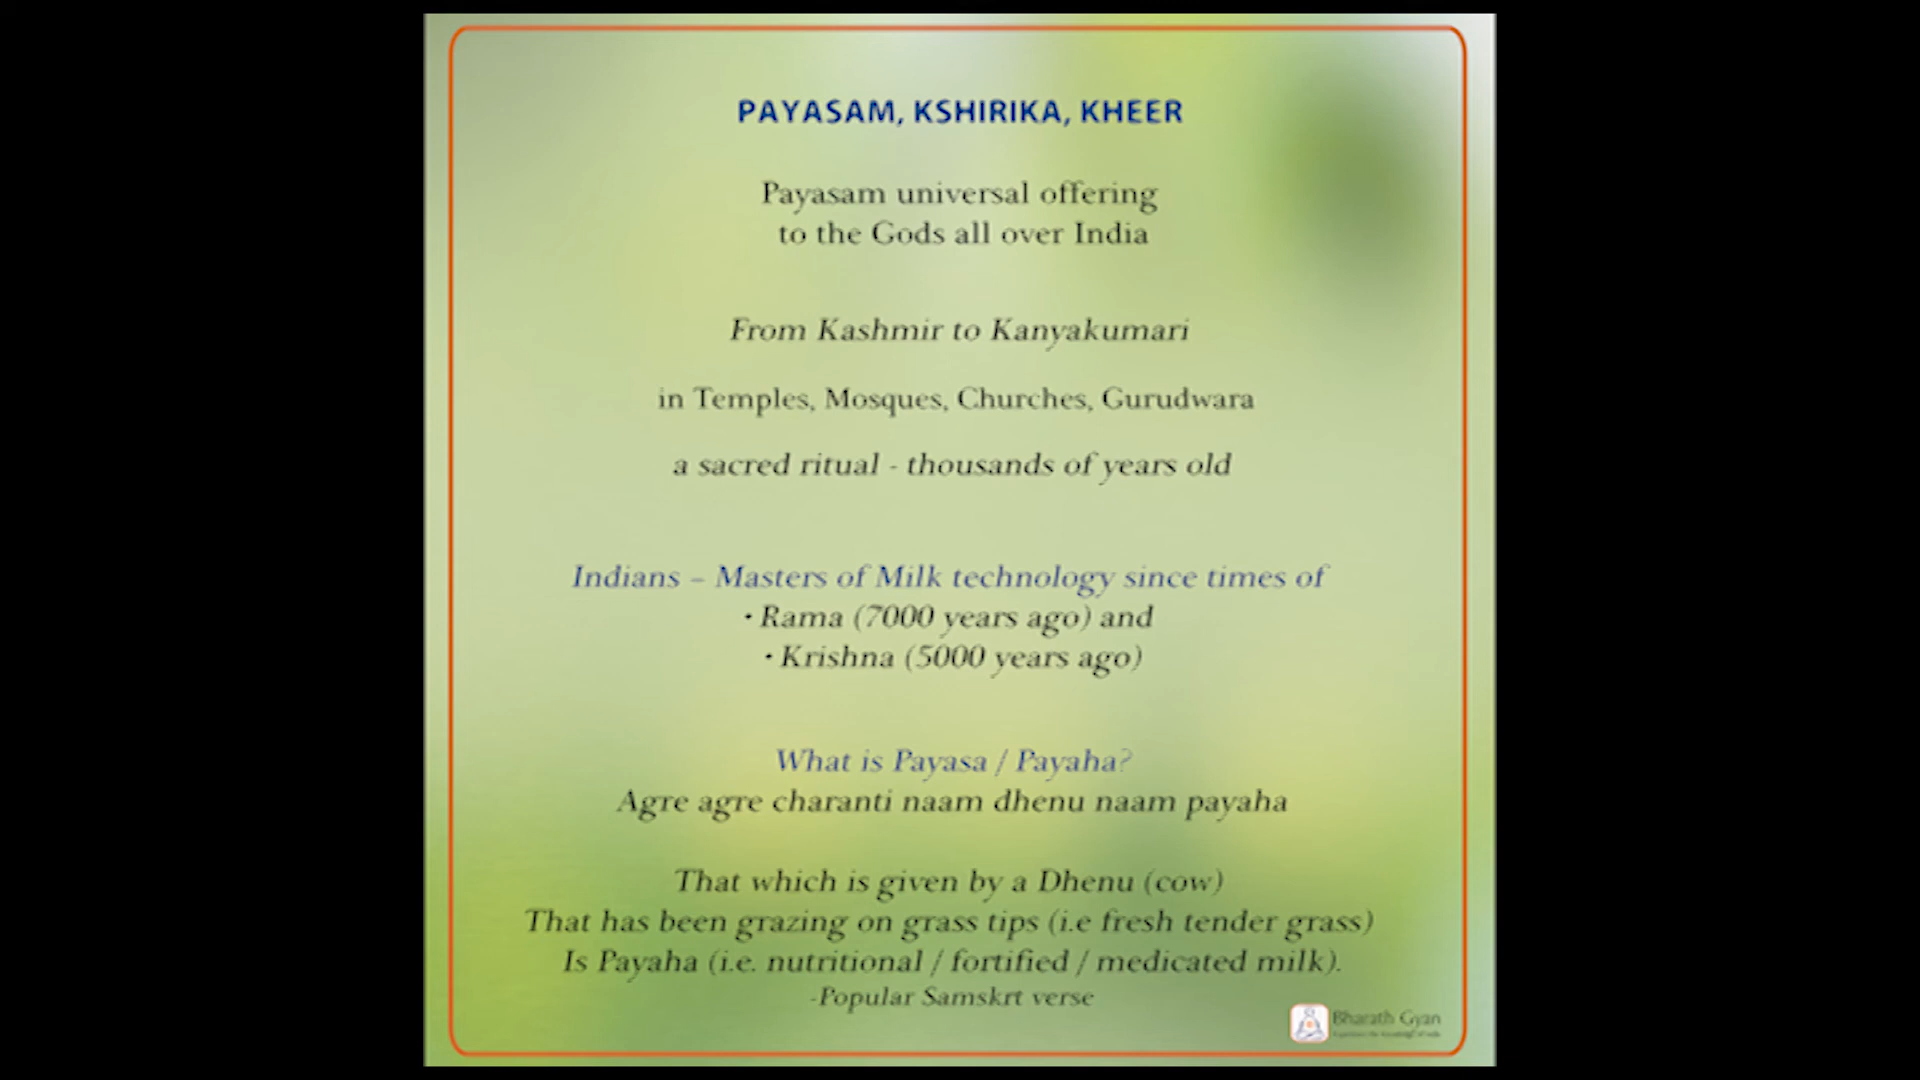 PAYASAM, KSHIRIKA, KHEER
Payasam universal offering
to the Gods all over India
From Kashmir to Kanyakumari
in Temples, Mosques, Churches, Gurudwara
a sacred ritual - thousands of years old
Indians – Masters of Milk technology since times of
• Rama (7000 years ago) and
• Krishna (5000 years ago)
What is Payasa / Payaha?
Agre agre charanti naam dhenu naam payaha
That which is given by a Dhenu (cow)
That has been grazing on grass tips (i.e fresh tender grass)
Is Payaha (i.e. nutritional / fortified / medicated milk).
-Popular Samskrt verse
Bharath Gyan